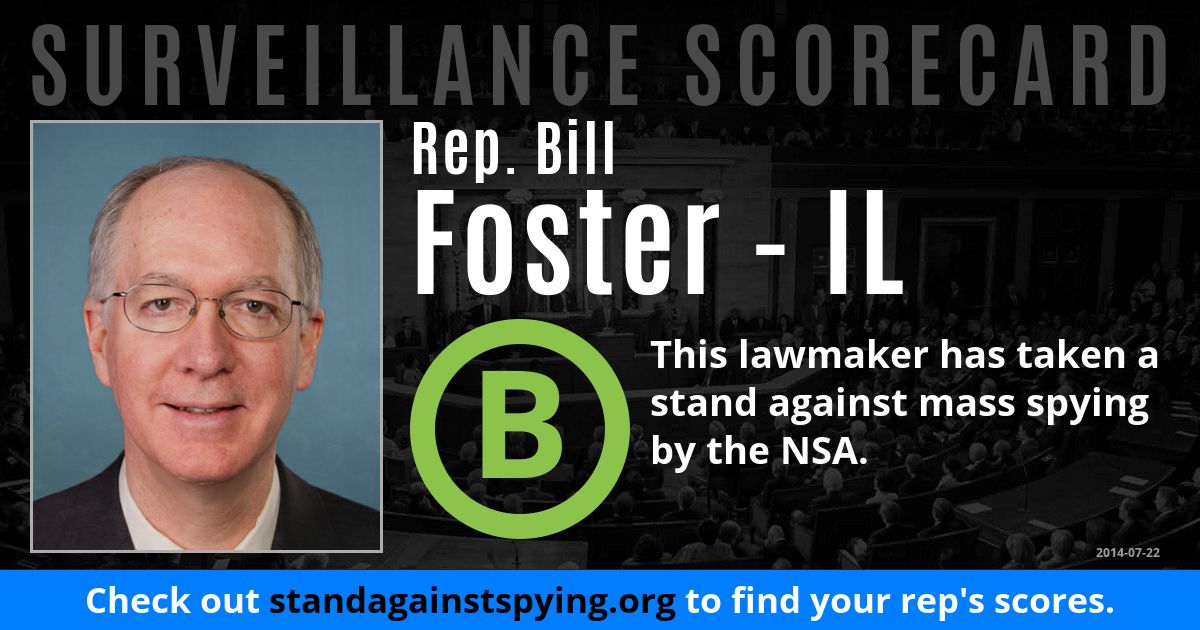 SURVEILLANCE SCORECARD
Rep. Bill
Foster - IL
B
This lawmaker has taken a
stand against mass spying
by the NSA.
2014-07-22
Check out standagainstspying.org to find your rep's scores.